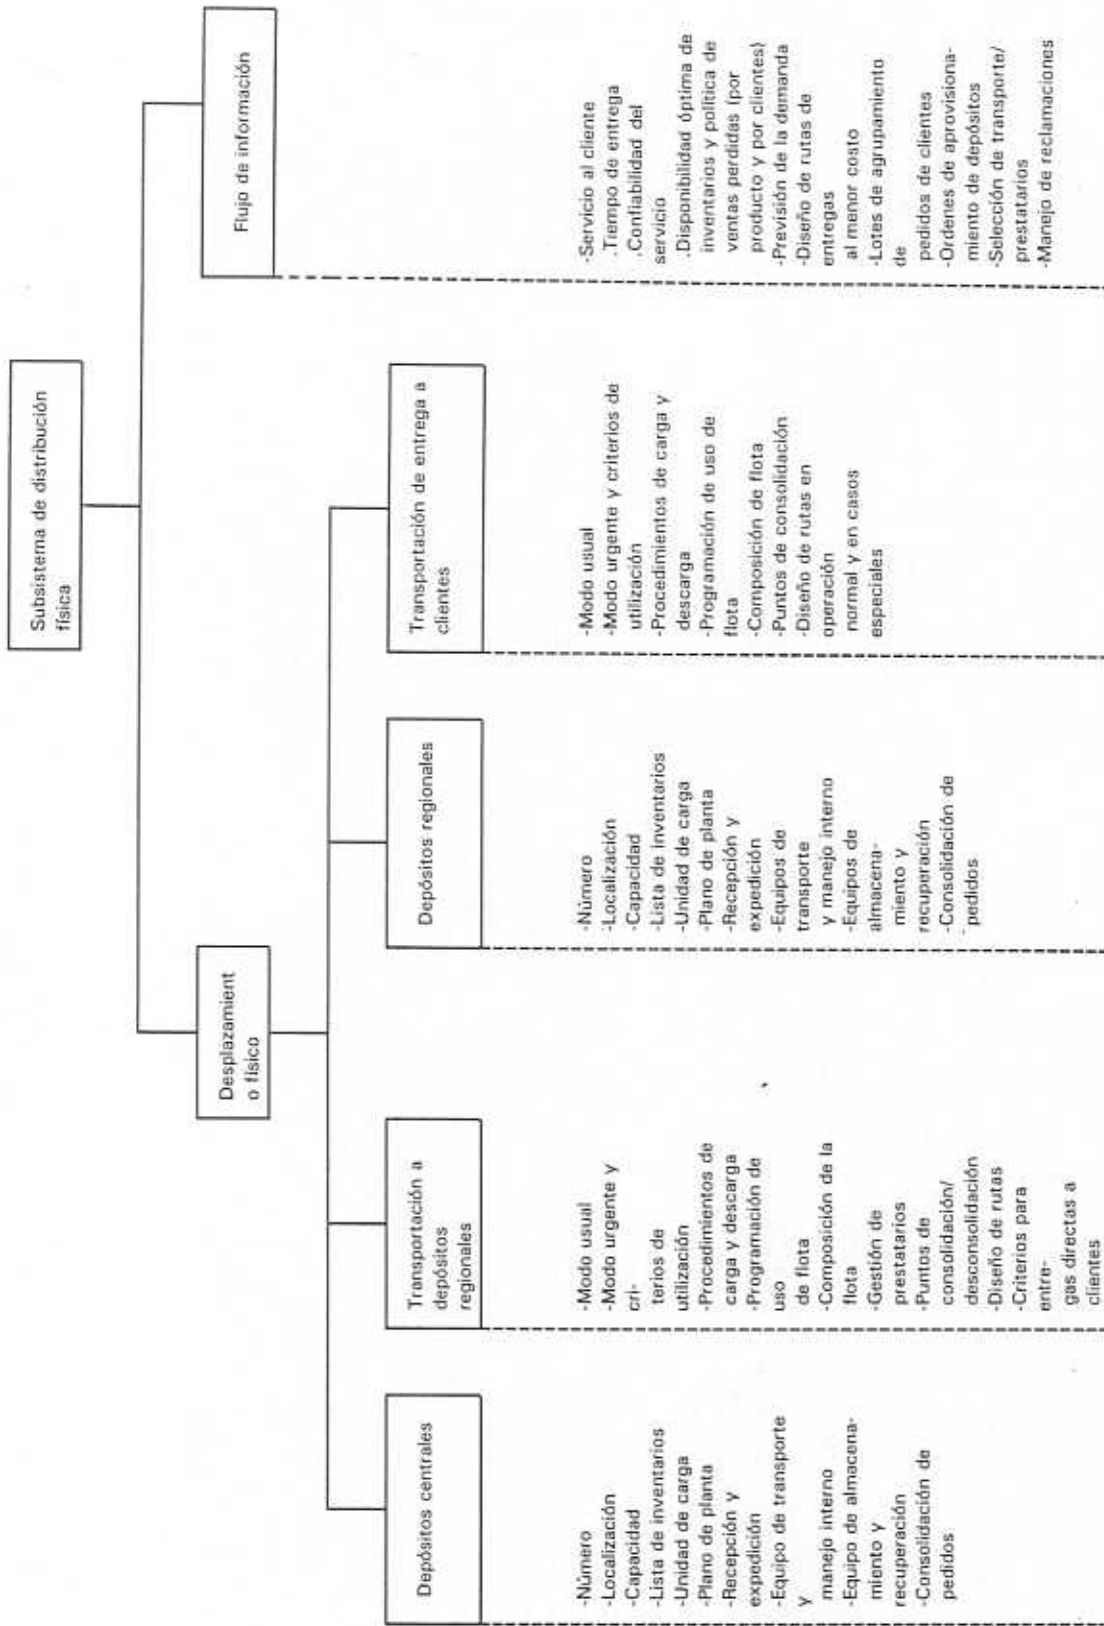 Subsistema de distribución
física
Desplazamient
o físico
Flujo de información
Depósitos centrales
Transportación a
depósitos
regionales
Depósitos regionales
Transportación de entrega a
clientes
-Número
-Localización
-Capacidad
-Lista de inventarios
-Unidad de carga
-Plano de planta
-Recepción y
expedición
-Equipo de transporte
y
manejo interno
-Equipo de almacena-
miento y
recuperación
-Consolidación de
pedidos
-Modo usual
-Modo urgente y
cri-
terios de
utilización
-Procedimientos de
carga y descarga
-Programación de
uso
de flota
-Composición de la
flota
-Gestión de
prestatarios
-Puntos de
consolidación/
desconsolidación
-Diseño de rutas
-Criterios para
entre-
gas directas a
clientes
-Número
-Localización
-Capacidad
-Lista de inventarios
-Unidad de carga
-Plano de planta
-Recepción y
expedición
-Equipos de
transporte
y manejo interno
-Equipos de
almacena-
miento y
recuperación
-Consolidación de
pedidos
-Modo usual
-Modo urgente y criterios de
utilización
-Procedimientos de carga y
descarga
-Programación de uso de
flota
-Composición de flota
-Puntos de consolidación
-Diseño de rutas en
operación
normal y en casos
especiales
-Servicio al cliente
.Tiempo de entrega
.Confiabilidad del
servicio
.Disponibilidad óptima de
inventarios y política de
ventas perdidas (por
producto y por clientes)
-Previsión de la demanda
-Diseño de rutas de
entregas
al menor costo
-Lotes de agrupamiento
de
pedidos de clientes
-Ordenes de aprovisiona-
miento de depósitos
-Selección de transporte/
prestatarios
-Manejo de reclamaciones